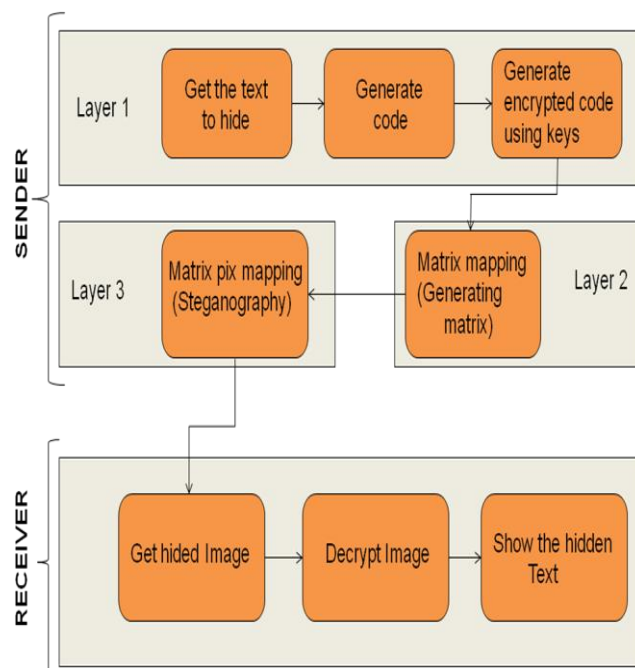 SENDER
Layer 1
Get the text
to hide
Generate
code
Generate
encrypted code
using keys
Layer 3
Matrix pix mapping
(Steganography)
Matrix mapping
(Generating
matrix)
Layer 2
RECEIVER
Get hided Image
Decrypt Image
Show the hidden
Text